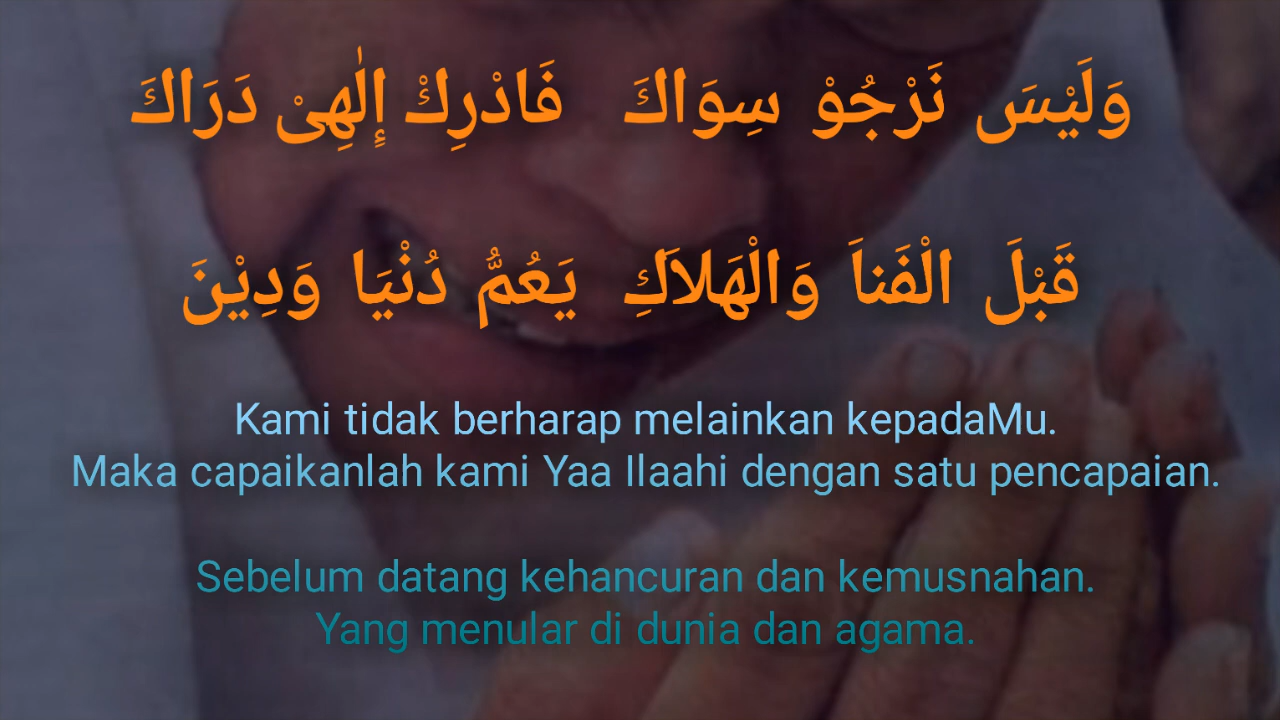 وَلَيْسَ نَرْجُوْ سِوَاكَ فَادْرِكْ إِلٰهِىْ دَرَاكَ
قَبْلَ الْفَناَ وَالْهَلاَكِ يَعُمُّ دُنْيَا وَدِيْنَ
Kami tidak berharap melainkan kepadaMu.
Maka capaikanlah kami Yaa Ilaahi dengan satu pencapaian.
Sebelum datang kehancuran dan kemusnahan.
Yang menular di dunia dan agama.